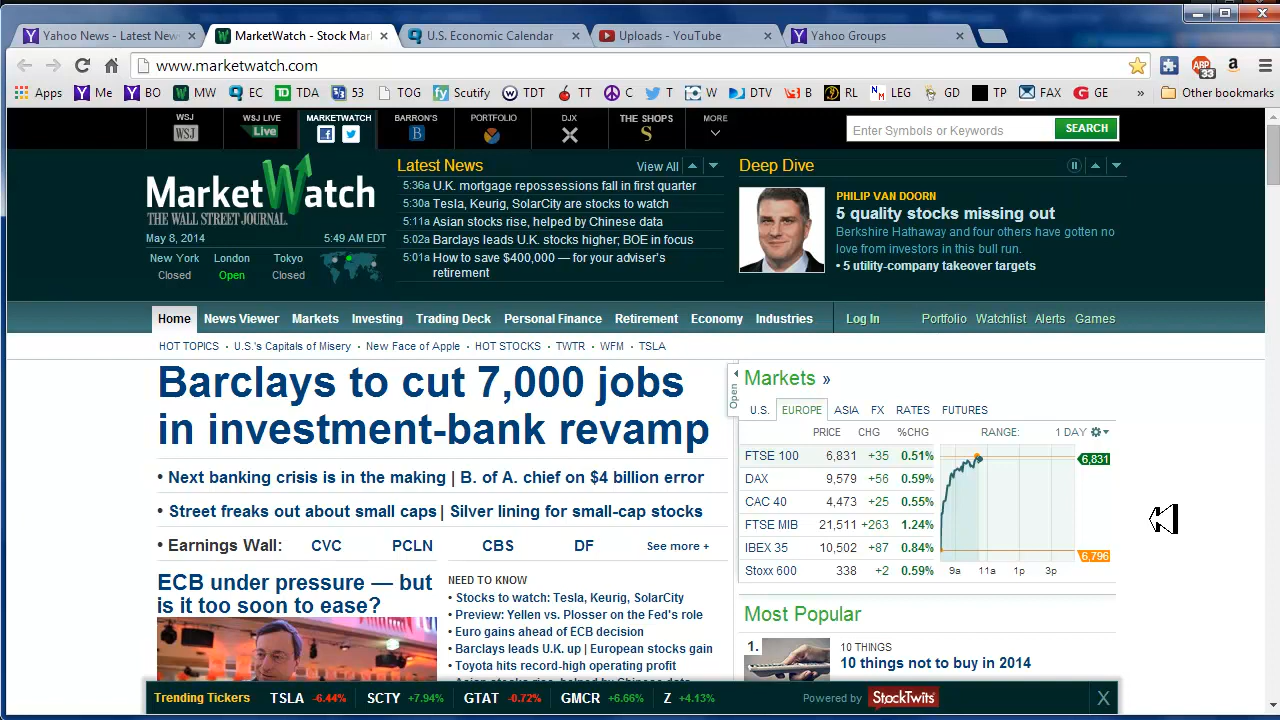 Yahoo News - Latest News
MarketWatch - Stock Mar
U.S. Economic Calendar
Uploads - YouTube
Yahoo Groups
www.marketwatch.com
ABP 33
Apps Me BO MW EC TDA 53 TOG Sortify TDT TT C T W DTV B RL LEG GD TP FAX GE » Other bookmarks
WSJ WSJ LIVE MARKETWATCH BARRON'S PORTFOLIO DJX THE SHOPS MORE
WSJ Live B S
Enter Symbols or Keywords SEARCH
MarketWatch
THE WALL STREET JOURNAL.
May 8, 2014 5:49 AM EDT
New York London Tokyo
Closed Open Closed
Latest News View All
5:36a U.K. mortgage repossessions fall in first quarter
5:30a Tesla, Keurig, SolarCity are stocks to watch
5:11a Asian stocks rise, helped by Chinese data
5:02a Barclays leads U.K. stocks higher; BOE in focus
5:01a How to save $400,000 — for your adviser's
retirement
Deep Dive
PHILIP VAN DOORN
5 quality stocks missing out
Berkshire Hathaway and four others have gotten no
love from investors in this bull run.
• 5 utility-company takeover targets
Home News Viewer Markets Investing Trading Deck Personal Finance Retirement Economy Industries Log In Portfolio Watchlist Alerts Games
HOT TOPICS • U.S.'s Capitals of Misery • New Face of Apple • HOT STOCKS • TWTR • WFM • TSLA
Barclays to cut 7,000 jobs
in investment-bank revamp
• Next banking crisis is in the making | B. of A. chief on $4 billion error
• Street freaks out about small caps | Silver lining for small-cap stocks
• Earnings Wall: CVC PCLN CBS DF See more +
ECB under pressure — but
is it too soon to ease?
NEED TO KNOW
• Stocks to watch: Tesla, Keurig, SolarCity
• Preview: Yellen vs. Plosser on the Fed's role
• Euro gains ahead of ECB decision
• Barclays leads U.K. up | European stocks gain
• Toyota hits record-high operating profit
Open
Markets »
U.S. EUROPE ASIA FX RATES FUTURES
PRICE CHG %CHG RANGE: 1 DAY
FTSE 100 6,831 +35 0.51%
DAX 9,579 +56 0.59%
CAC 40 4,473 +25 0.55%
FTSE MIB 21,511 +263 1.24%
IBEX 35 10,502 +87 0.84%
Stoxx 600 338 +2 0.59%
6,831
6,796
9a 11a 1p 3p
Most Popular
1. 10 THINGS
10 things not to buy in 2014
Trending Tickers TSLA -6.44% SCTY +7.94% GTAT -0.72% GMCR +6.66% Z +4.13% Powered by StockTwits X